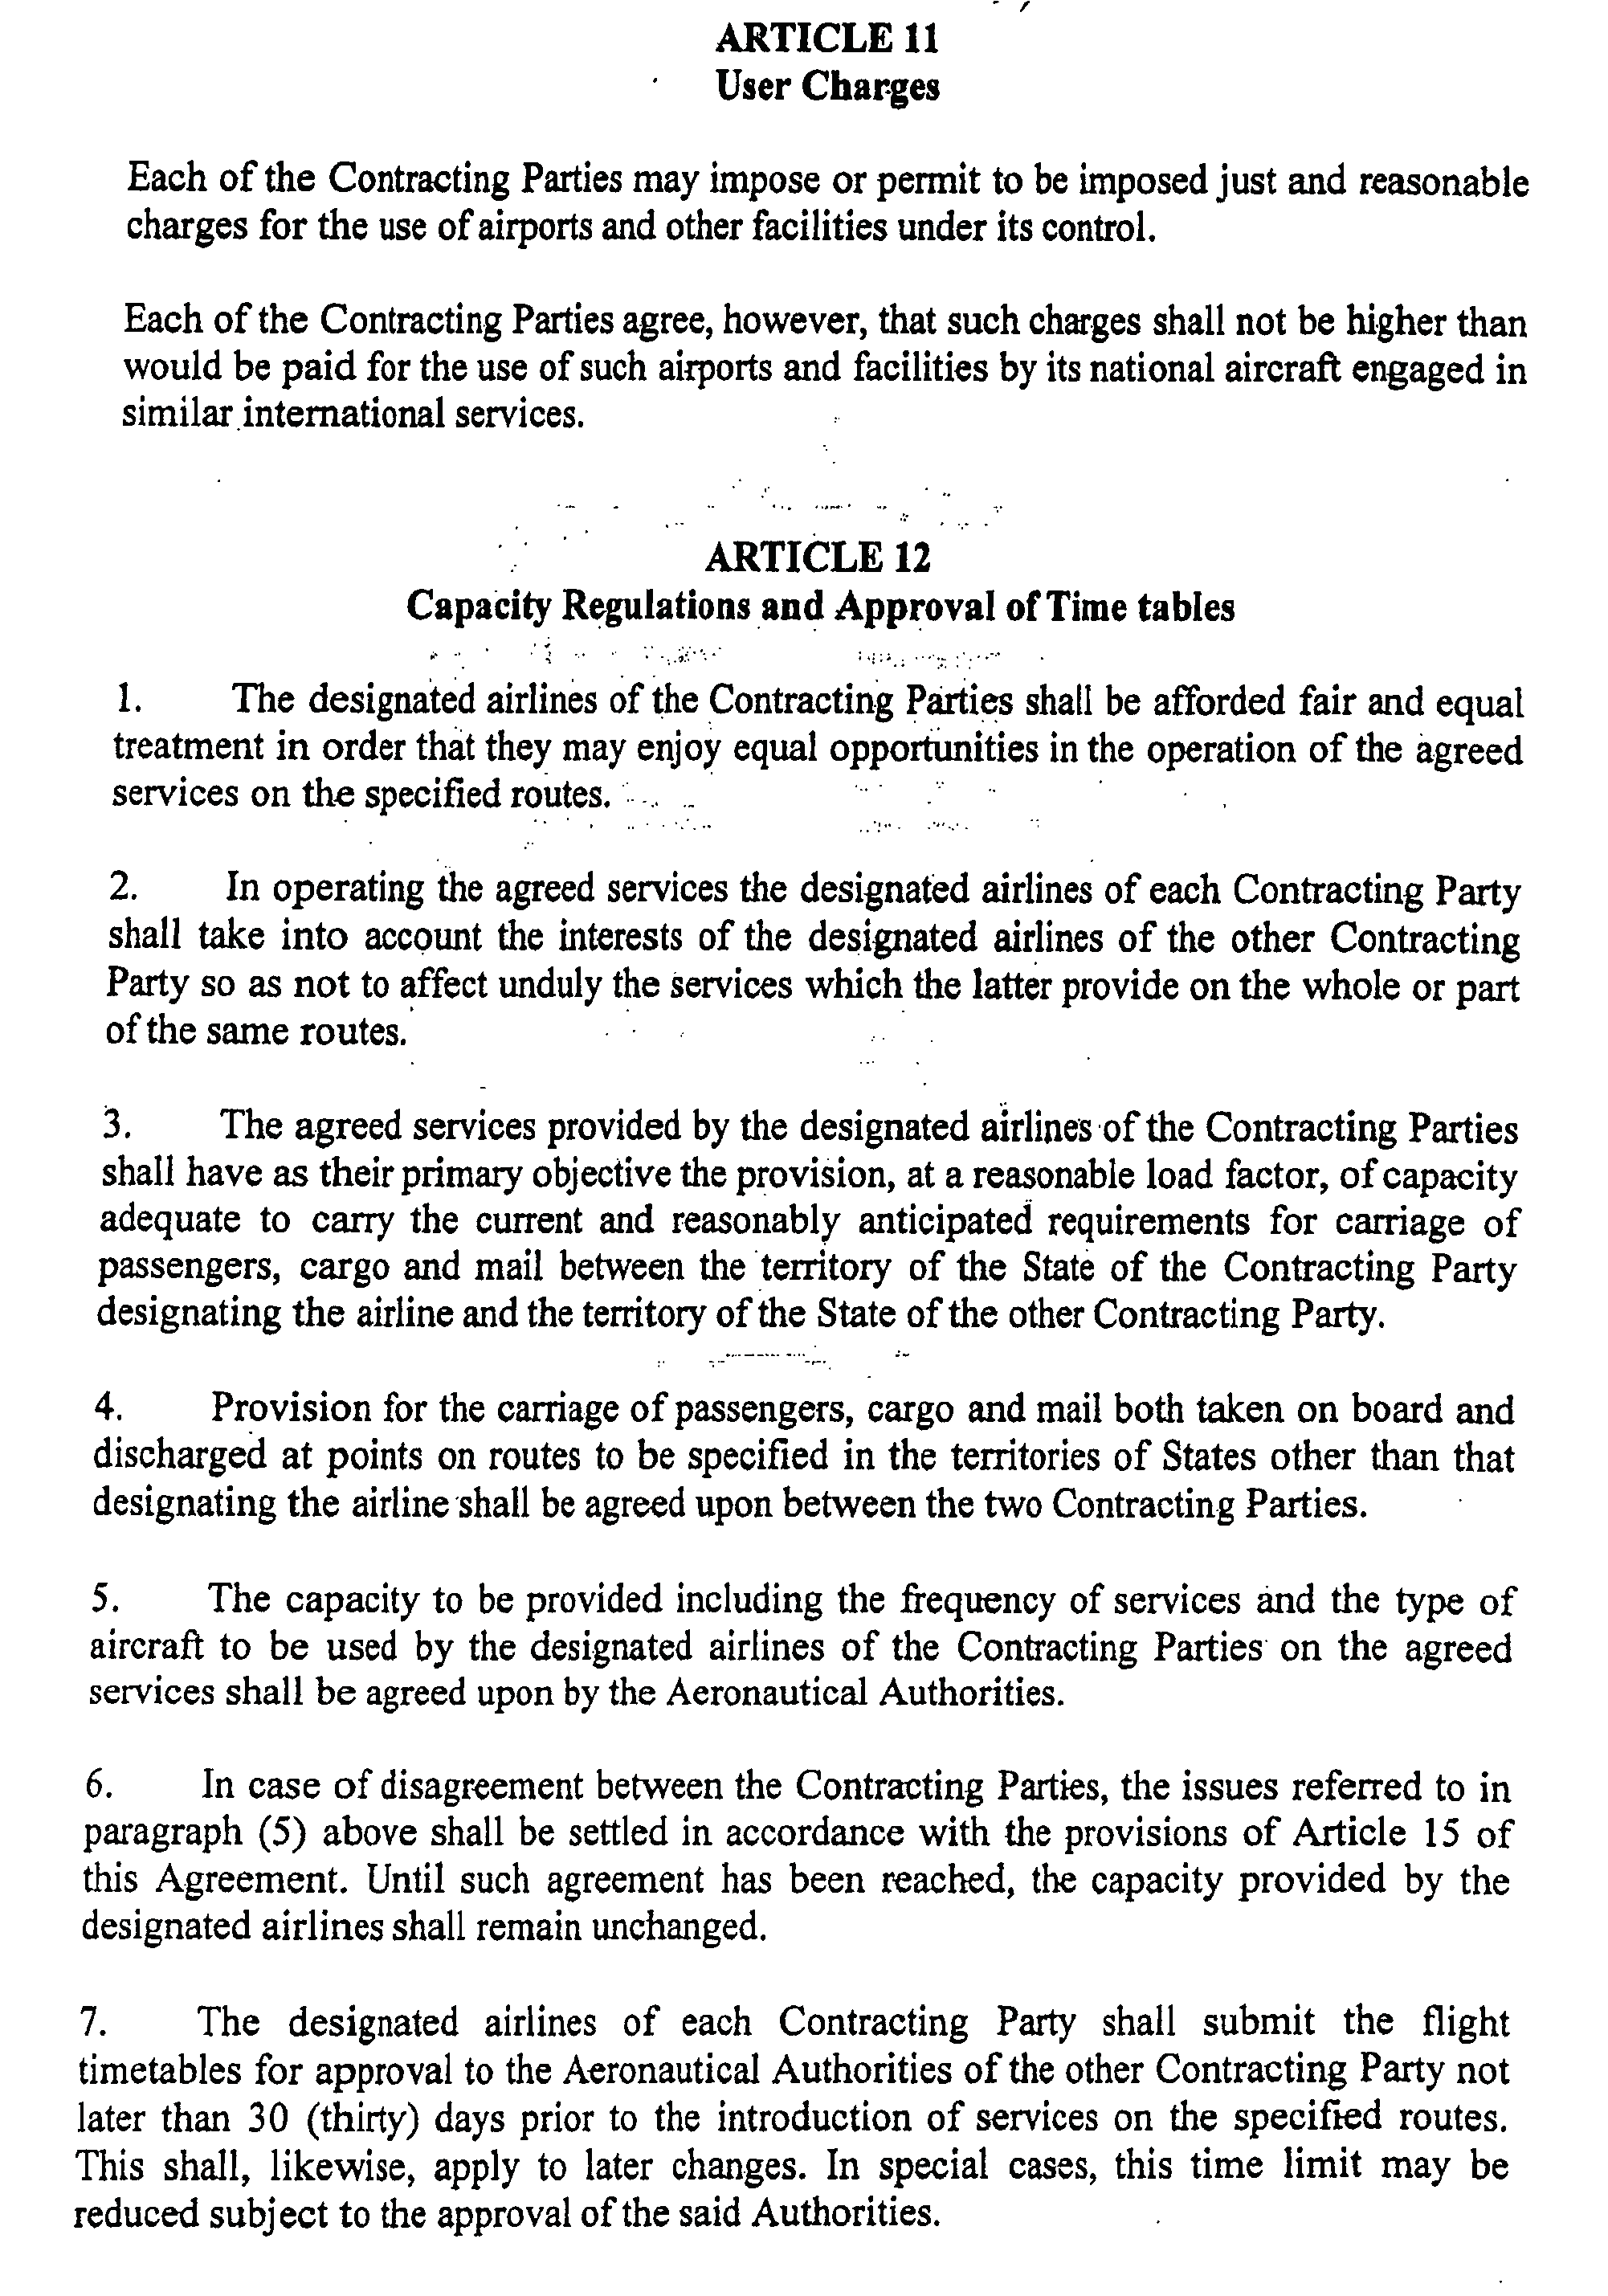 ARTICLE 11
User Charges
Each of the Contracting Parties may impose or permit to be imposed just and reasonable
charges for the use of airports and other facilities under its control.
Each of the Contracting Parties agree, however, that such charges shall not be higher than
would be paid for the use of such airports and facilities by its national aircraft engaged in
similar international services.
ARTICLE 12
Capacity Regulations and Approval of Time tables
1. The designated airlines of the Contracting Parties shall be afforded fair and equal
treatment in order that they may enjoy equal opportunities in the operation of the agreed
services on the specified routes.
2. In operating the agreed services the designated airlines of each Contracting Party
shall take into account the interests of the designated airlines of the other Contracting
Party so as not to affect unduly the services which the latter provide on the whole or part
of the same routes.
3. The agreed services provided by the designated airlines of the Contracting Parties
shall have as their primary objective the provision, at a reasonable load factor, of capacity
adequate to carry the current and reasonably anticipated requirements for carriage of
passengers, cargo and mail between the territory of the State of the Contracting Party
designating the airline and the territory of the State of the other Contracting Party.
4. Provision for the carriage of passengers, cargo and mail both taken on board and
discharged at points on routes to be specified in the territories of States other than that
designating the airline shall be agreed upon between the two Contracting Parties.
5. The capacity to be provided including the frequency of services and the type of
aircraft to be used by the designated airlines of the Contracting Parties on the agreed
services shall be agreed upon by the Aeronautical Authorities.
6. In case of disagreement between the Contracting Parties, the issues referred to in
paragraph (5) above shall be settled in accordance with the provisions of Article 15 of
this Agreement. Until such agreement has been reached, the capacity provided by the
designated airlines shall remain unchanged.
7. The designated airlines of each Contracting Party shall submit the flight
timetables for approval to the Aeronautical Authorities of the other Contracting Party not
later than 30 (thirty) days prior to the introduction of services on the specified routes.
This shall, likewise, apply to later changes. In special cases, this time limit may be
reduced subject to the approval of the said Authorities.